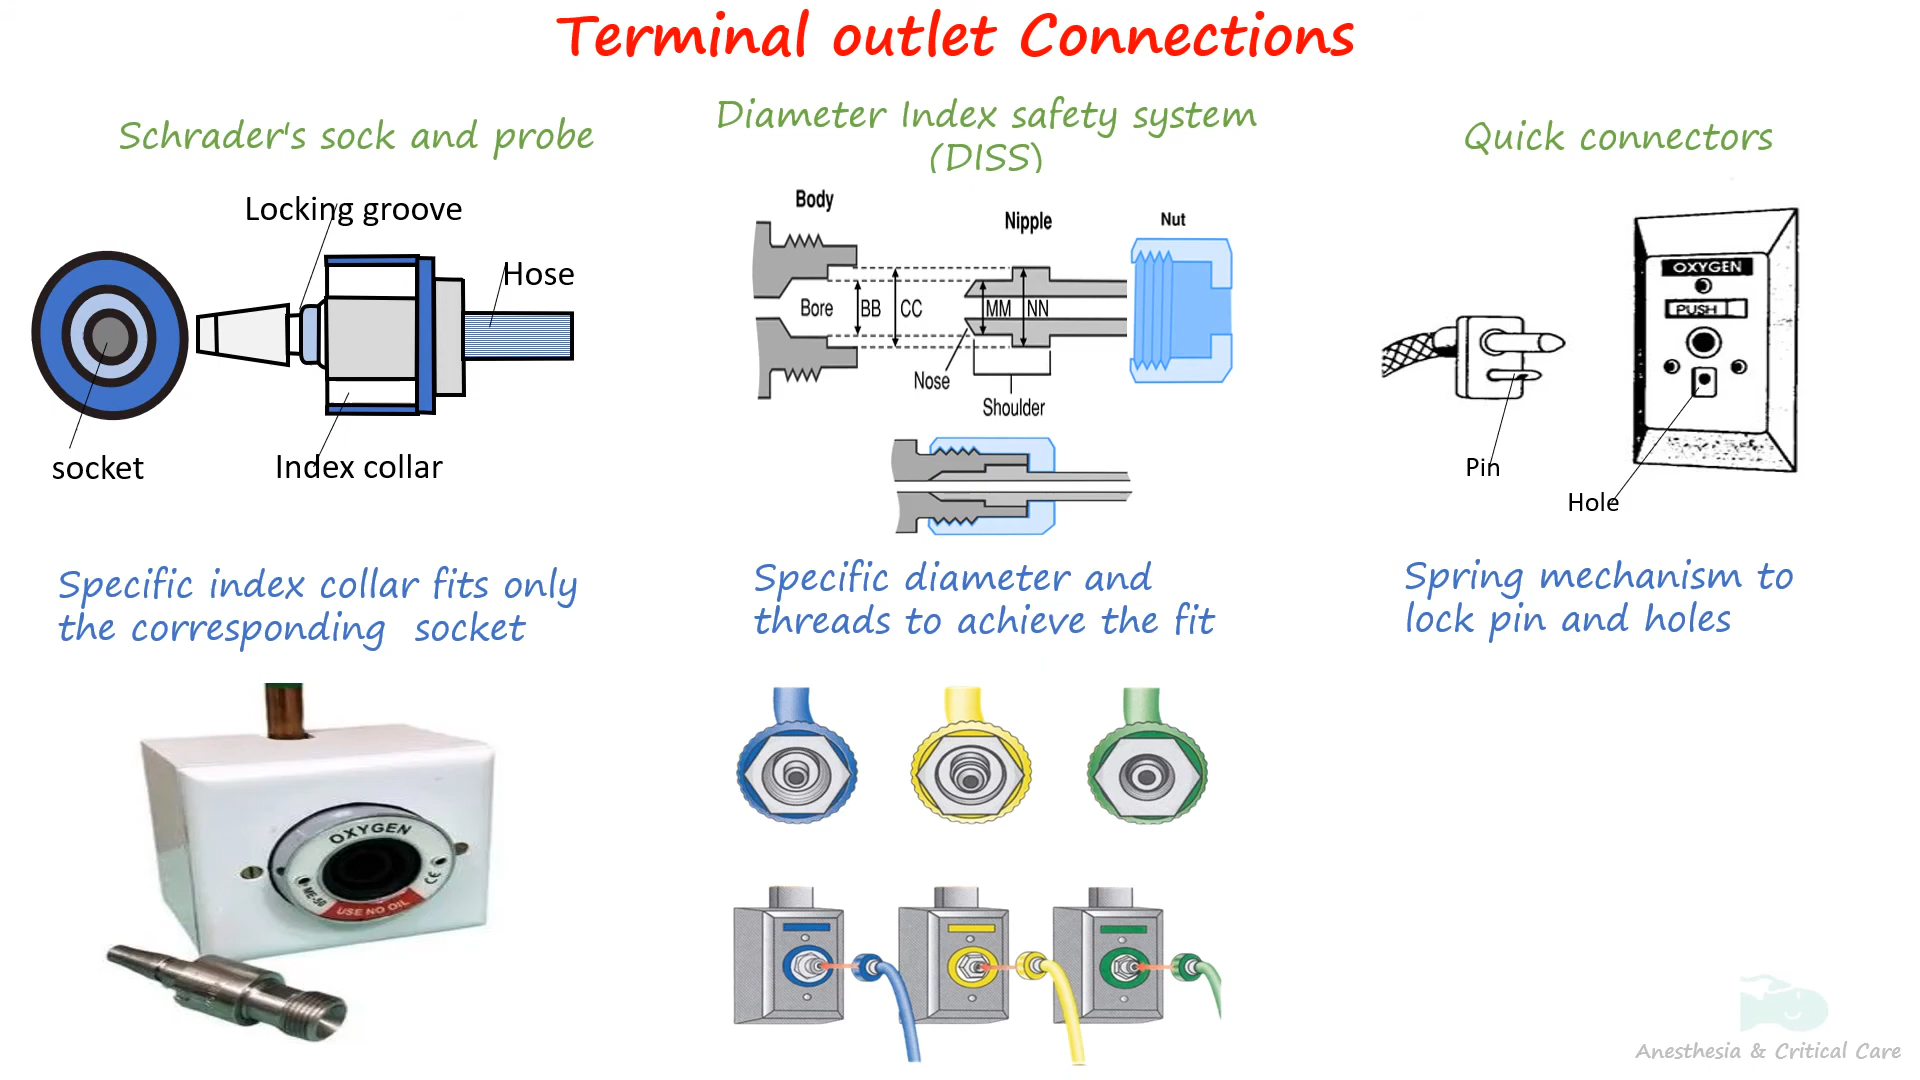 Terminal outlet Connections
Schrader's sock and probe
Locking groove
Hose
socket
Index collar
Specific index collar fits only
the corresponding socket
OXYGEN
ME-50
USE NO OIL
CE
Diameter Index safety system
(DISS)
Body
Nipple
Nut
Bore
BB
CC
MM
NN
Nose
Shoulder
Specific diameter and
threads to achieve the fit
Quick connectors
OXYGEN
PUSH
Pin
Hole
Spring mechanism to
lock pin and holes
Anesthesia & Critical Care